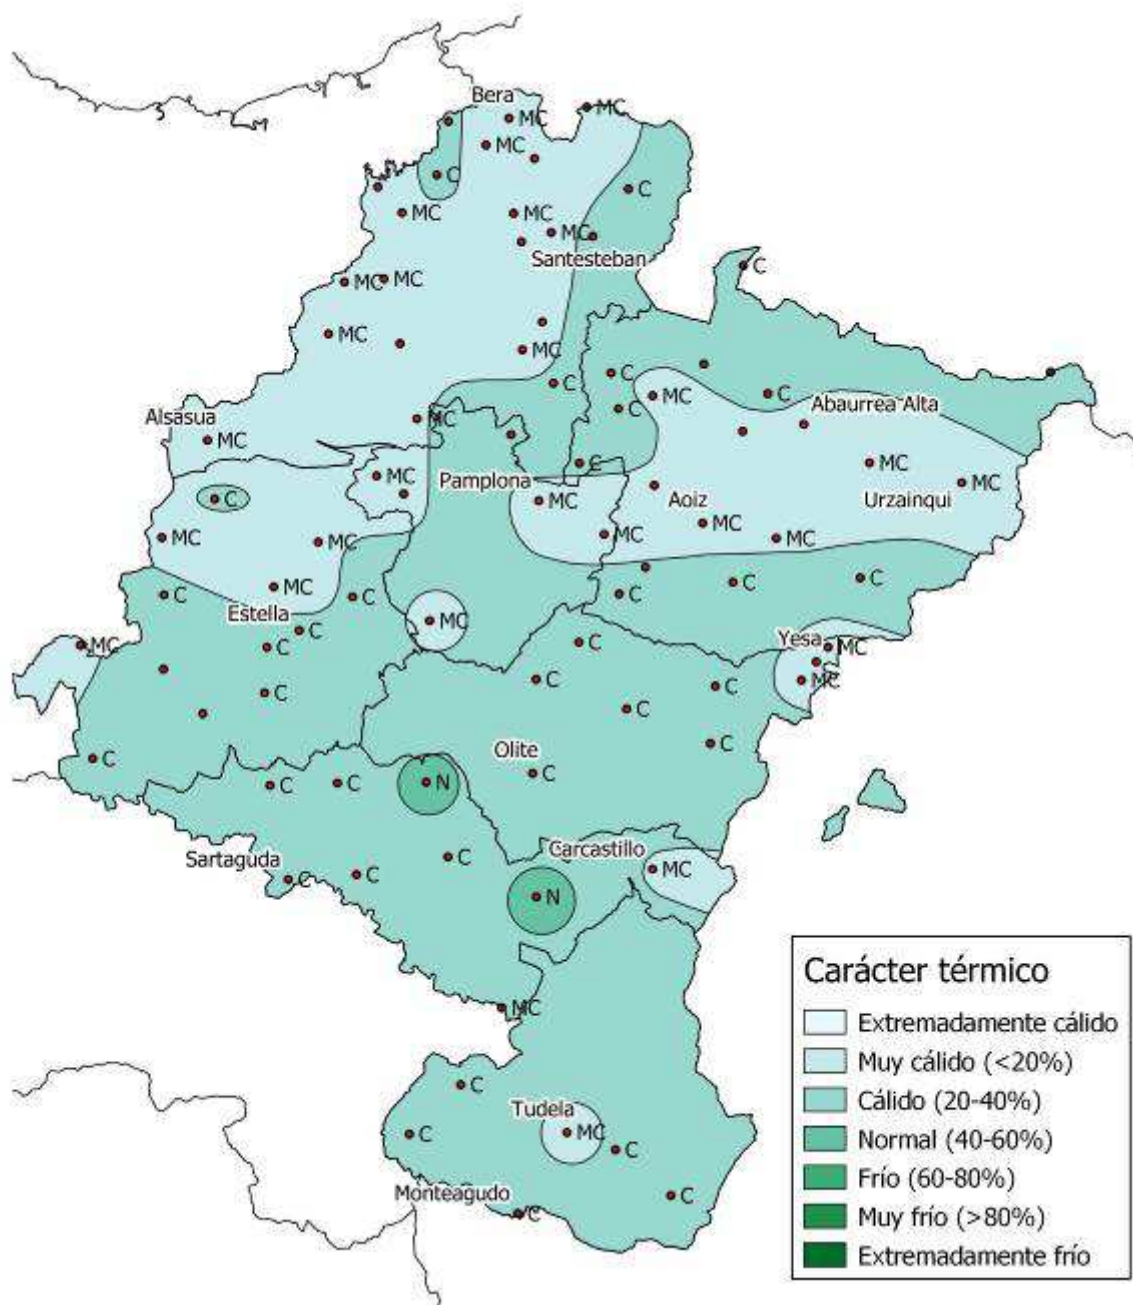 Bera
MC
MC
MC
C
C
MC
MC
MC
Santesteban
C
MC
MC
MC
MC
C
C
MC
C
C
Abaurrea Alta
MC
Alsasua
MC
C
MC
MC
MC
Pamplona
C
MC
Aoiz
Urzainqui
MC
MC
MC
MC
MC
MC
C
C
C
Estella
C
C
MC
C
C
MC
C
Yesa
MC
MC
C
C
C
C
C
C
Olite
C
C
C
N
C
Carcastillo
Sartaguda
C
C
MC
N
MC
C
Tudela
MC
C
C
Monteagudo
C
C
Carácter térmico
Extremadamente cálido
Muy cálido (<20%)
Cálido (20-40%)
Normal (40-60%)
Frío (60-80%)
Muy frío (>80%)
Extremadamente frío